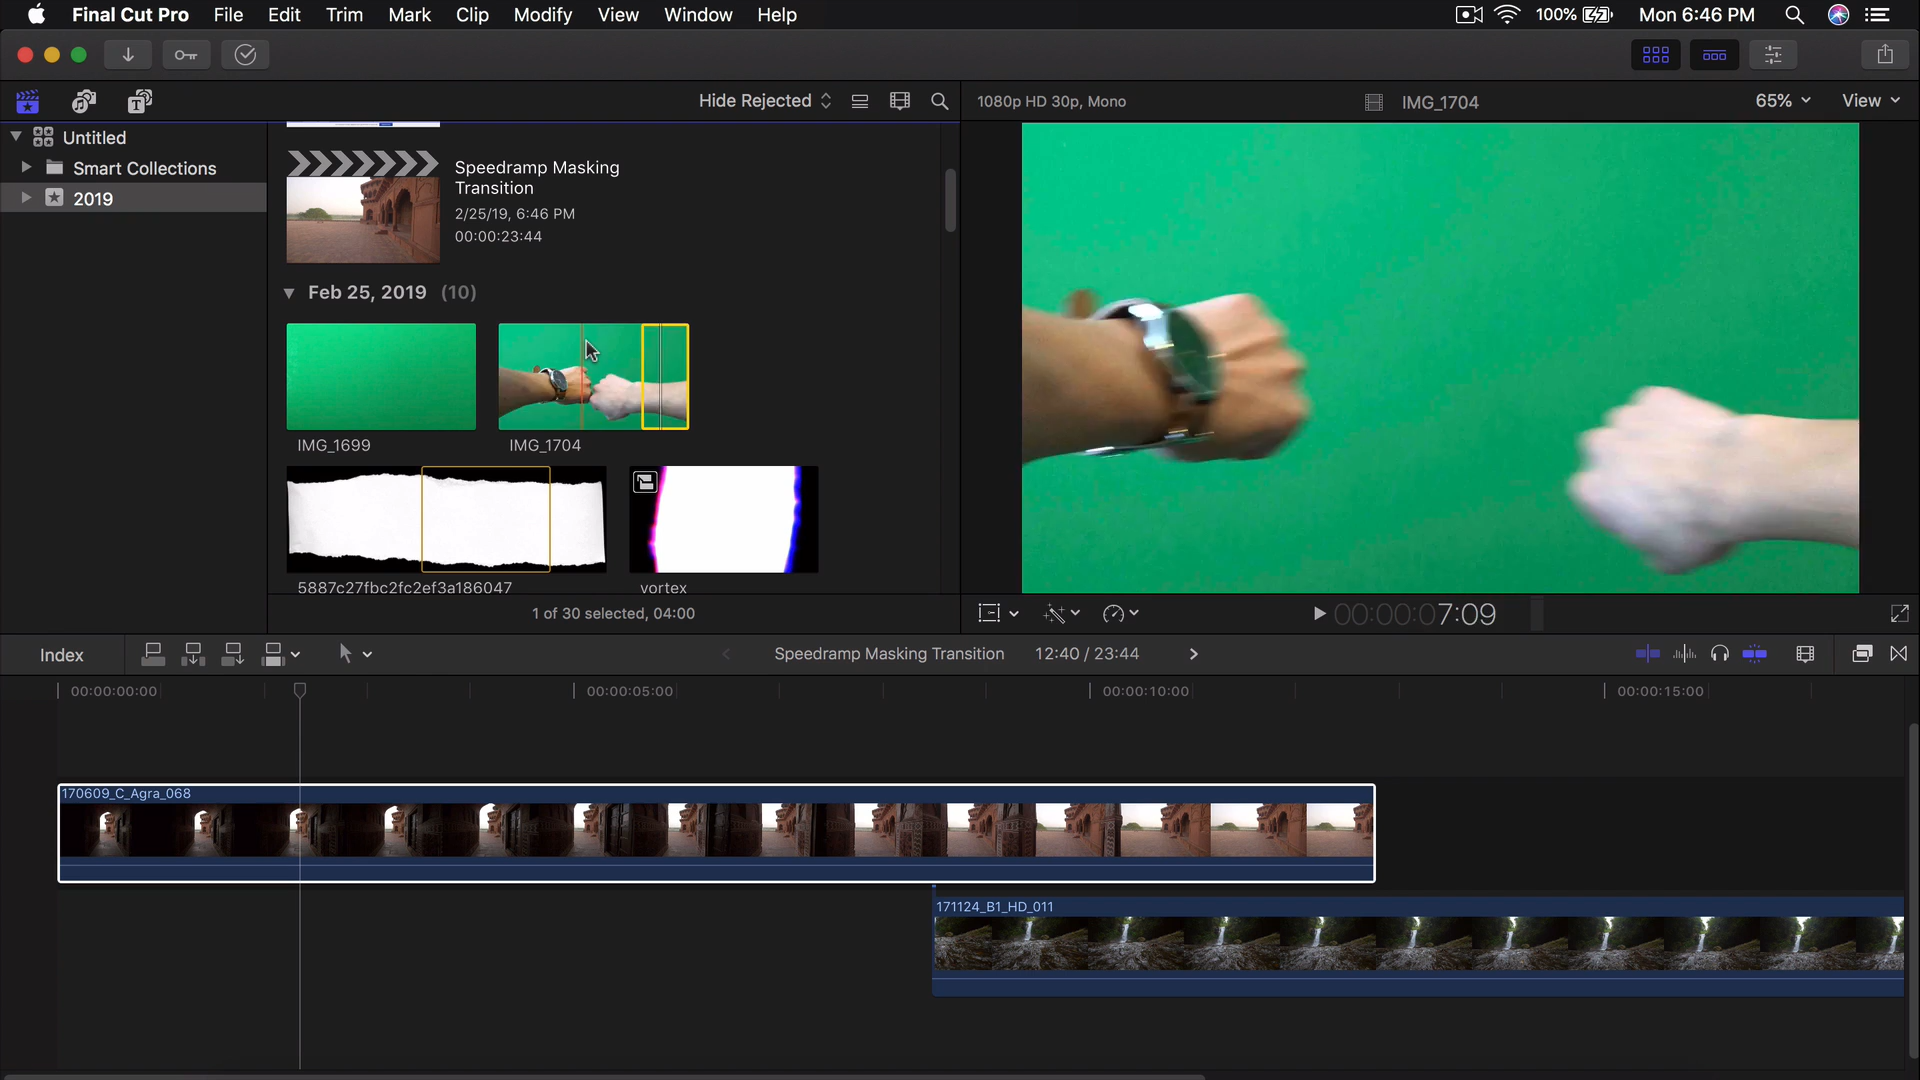 Final Cut Pro File Edit Trim Mark Clip Modify View Window Help 100% Mon 6:46 PM
Hide Rejected 1080p HD 30p, Mono IMG_1704 65% View
Untitled
Smart Collections
2019
Speedramp Masking
Transition
2/25/19, 6:46 PM
00:00:23:44
Feb 25, 2019 (10)
IMG_1699 IMG_1704
5887c27fbc2fc2ef3a186047 vortex
1 of 30 selected, 04:00 00:00:07:09
Index Speedramp Masking Transition 12:40 / 23:44
00:00:00:00 00:00:05:00 00:00:10:00 00:00:15:00
170609_C_Agra_068
171124_B1_HD_011